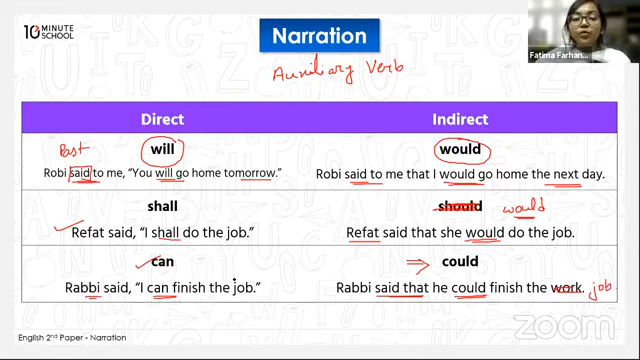 10 MINUTE SCHOOL
Narration
Auxiliary Verb
Fatima Farhan...
Direct
Indirect
Past
will
would
Robi said to me, “You will go home tomorrow.”
Robi said to me that I would go home the next day.
shall
should would
Refat said, “I shall do the job.”
Refat said that she would do the job.
can
could
Rabbi said, “I can finish the job.”
Rabbi said that he could finish the work. job
English 2nd Paper - Narration
zoom